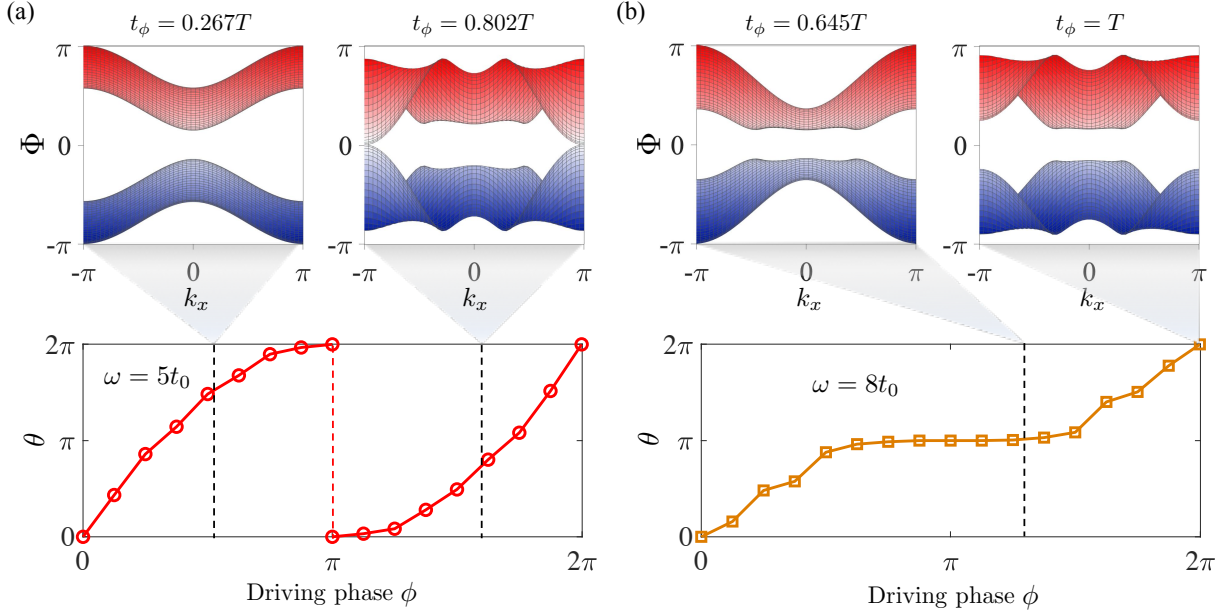 (a)
t_ϕ = 0.267T
t_ϕ = 0.802T
(b)
t_ϕ = 0.645T
t_ϕ = T
π
0
-π
Φ
-π
0
π
k_x
-π
0
π
k_x
π
0
-π
Φ
-π
0
π
k_x
-π
0
π
k_x
2π
π
0
θ
ω = 5t_0
0
π
2π
Driving phase ϕ
2π
π
0
θ
ω = 8t_0
0
π
2π
Driving phase ϕ